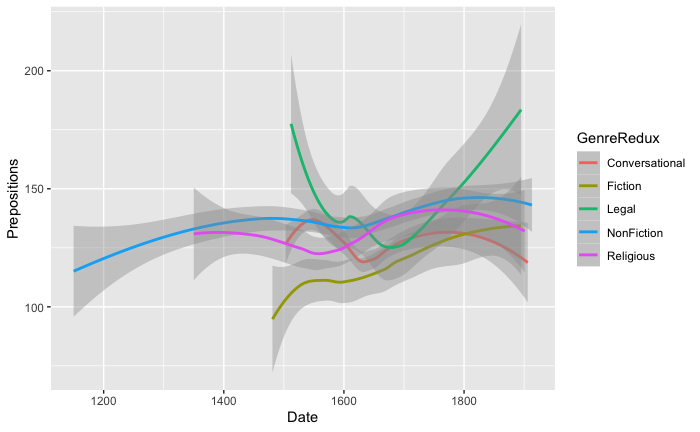 200
150
100
Prepositions
1200
1400
1600
1800
Date
GenreRedux
Conversational
Fiction
Legal
NonFiction
Religious